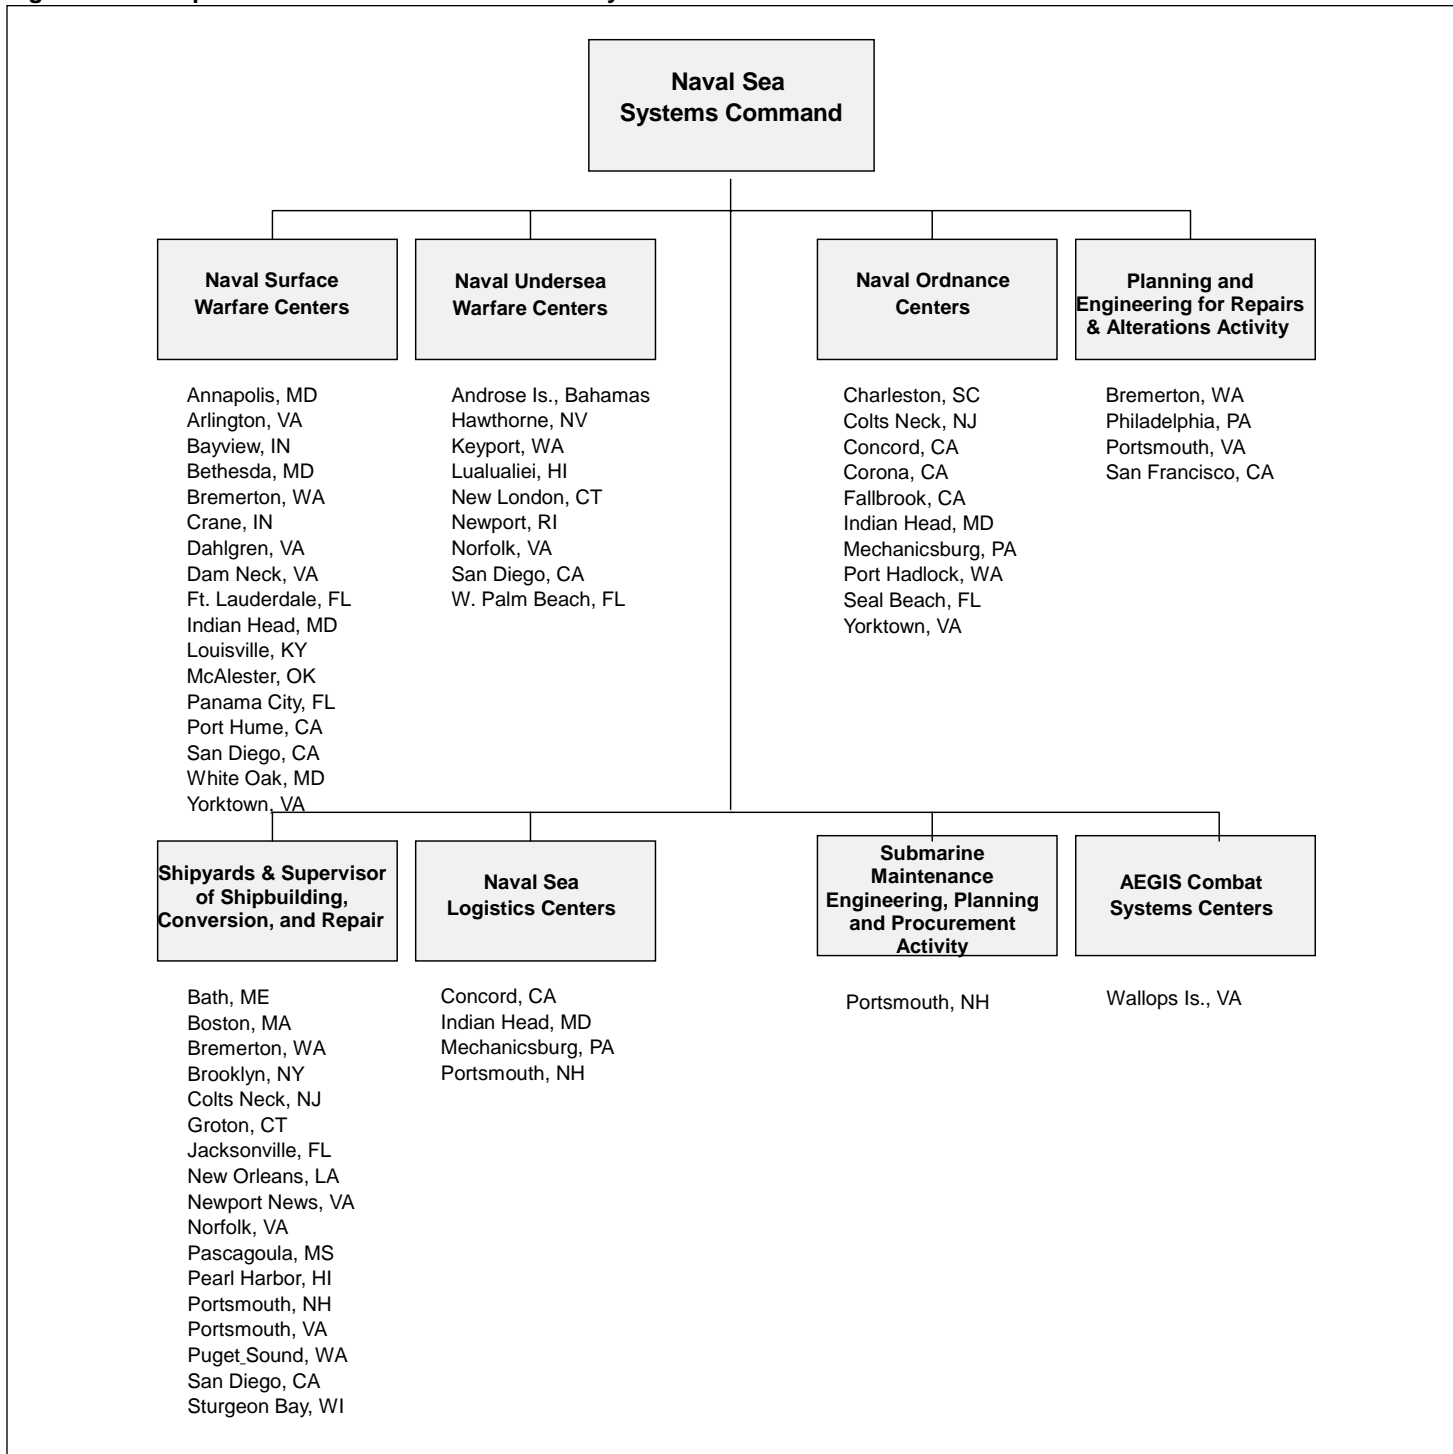 Naval Sea
Systems Command
Naval Surface
Warfare Centers
Annapolis, MD
Arlington, VA
Bayview, IN
Bethesda, MD
Bremerton, WA
Crane, IN
Dahlgren, VA
Dam Neck, VA
Ft. Lauderdale, FL
Indian Head, MD
Louisville, KY
McAlester, OK
Panama City, FL
Port Hume, CA
San Diego, CA
White Oak, MD
Yorktown, VA
Naval Undersea
Warfare Centers
Androse Is., Bahamas
Hawthorne, NV
Keyport, WA
Lualualiei, HI
New London, CT
Newport, RI
Norfolk, VA
San Diego, CA
W. Palm Beach, FL
Naval Ordnance
Centers
Charleston, SC
Colts Neck, NJ
Concord, CA
Corona, CA
Fallbrook, CA
Indian Head, MD
Mechanicsburg, PA
Port Hadlock, WA
Seal Beach, FL
Yorktown, VA
Planning and
Engineering for Repairs
& Alterations Activity
Bremerton, WA
Philadelphia, PA
Portsmouth, VA
San Francisco, CA
Shipyards & Supervisor
of Shipbuilding,
Conversion, and Repair
Bath, ME
Boston, MA
Bremerton, WA
Brooklyn, NY
Colts Neck, NJ
Groton, CT
Jacksonville, FL
New Orleans, LA
Newport News, VA
Norfolk, VA
Pascagoula, MS
Pearl Harbor, HI
Portsmouth, NH
Portsmouth, VA
Puget Sound, WA
San Diego, CA
Sturgeon Bay, WI
Naval Sea
Logistics Centers
Concord, CA
Indian Head, MD
Mechanicsburg, PA
Portsmouth, NH
Submarine
Maintenance
Engineering, Planning
and Procurement
Activity
Portsmouth, NH
AEGIS Combat
Systems Centers
Wallops Is., VA